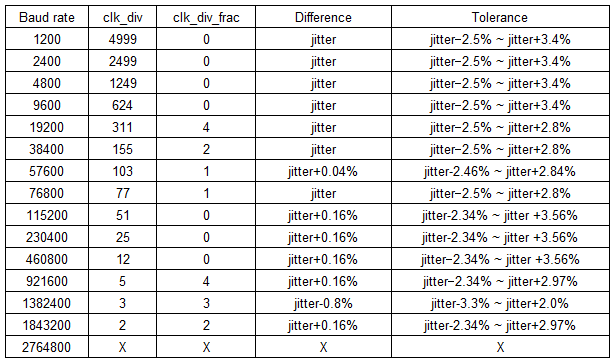 Baud rate clk_div clk_div_frac Difference Tolerance
1200 4999 0 jitter jitter−2.5% ~ jitter+3.4%
2400 2499 0 jitter jitter−2.5% ~ jitter+3.4%
4800 1249 0 jitter jitter−2.5% ~ jitter+3.4%
9600 624 0 jitter jitter−2.5% ~ jitter+3.4%
19200 311 4 jitter jitter−2.5% ~ jitter+2.8%
38400 155 2 jitter jitter−2.5% ~ jitter+2.8%
57600 103 1 jitter+0.04% jitter-2.46% ~ jitter+2.84%
76800 77 1 jitter jitter−2.5% ~ jitter+2.8%
115200 51 0 jitter+0.16% jitter-2.34% ~ jitter +3.56%
230400 25 0 jitter+0.16% jitter-2.34% ~ jitter +3.56%
460800 12 0 jitter+0.16% jitter−2.34% ~ jitter +3.56%
921600 5 4 jitter+0.16% jitter−2.34% ~ jitter+2.97%
1382400 3 3 jitter-0.8% jitter-3.3% ~ jitter+2.0%
1843200 2 2 jitter+0.16% jitter-2.34% ~ jitter+2.97%
2764800 X X X X